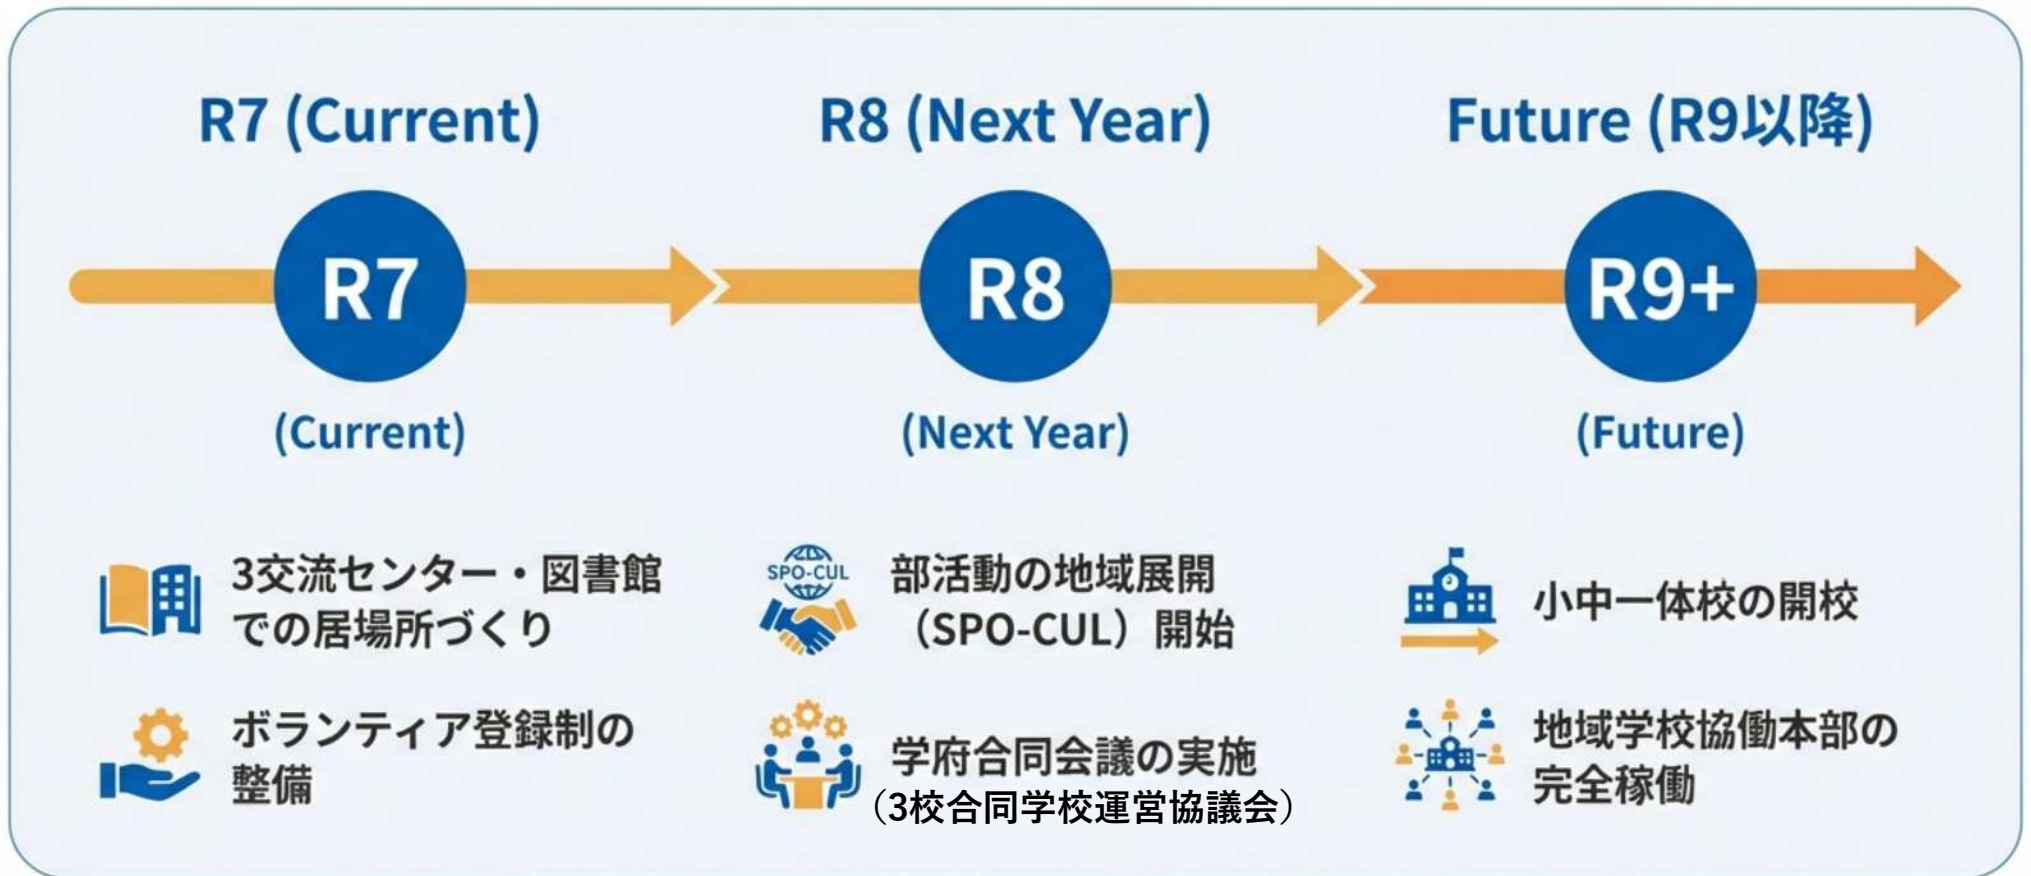 R7 (Current)
R8 (Next Year)
Future (R9以降)
R7
R8
R9+
(Current)
(Next Year)
(Future)
3交流センター・図書館
での居場所づくり
ボランティア登録制の
整備
SPO-CUL
部活動の地域展開
（SPO-CUL）開始
学府合同会議の実施
（3校合同学校運営協議会）
小中一体校の開校
地域学校協働本部の
完全稼働